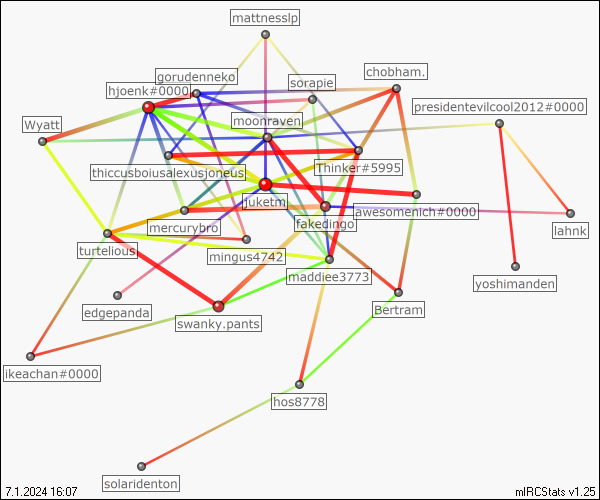 mattnesslp
gorudenneko
chobham.
hjoenk#0000
sorapie
presidentevilcool2012#0000
Wyatt
moonraven
thiccusboiusalexusjoneus
Thinker#5995
juketm
awesomenich#0000
mercurybro
fakedingo
lahnk
turtelious
mingus4742
maddiee3773
yoshimanden
edgepanda
swanky.pants
Bertram
ikeachan#0000
hos8778
solaridenton
7.1.2024 16:07
mIRCStats v1.25